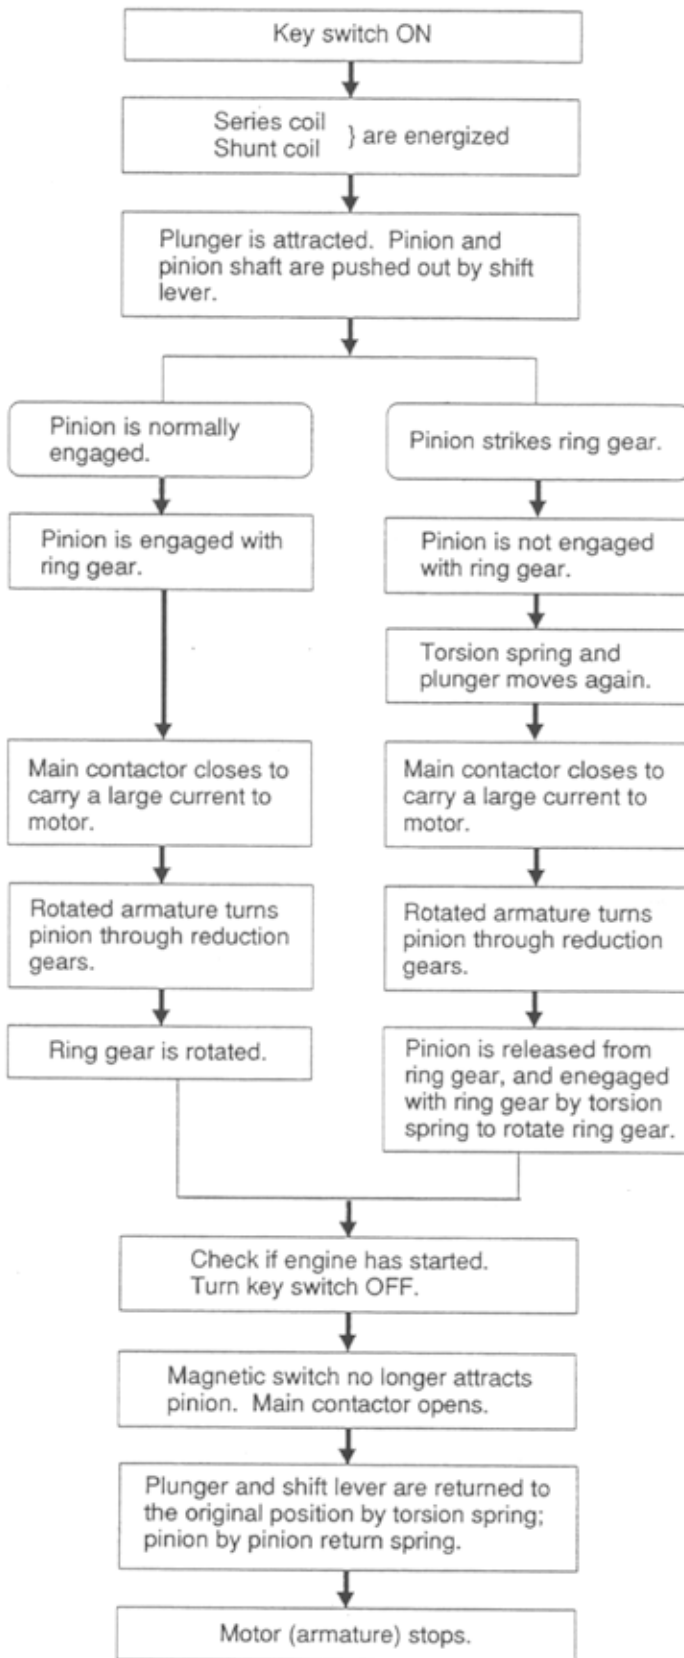 Key switch ON
Series coil
Shunt coil } are energized
Plunger is attracted. Pinion and
pinion shaft are pushed out by shift
lever.
Pinion is normally
engaged.
Pinion is engaged with
ring gear.
Main contactor closes to
carry a large current to
motor.
Rotated armature turns
pinion through reduction
gears.
Ring gear is rotated.
Pinion strikes ring gear.
Pinion is not engaged
with ring gear.
Torsion spring and
plunger moves again.
Main contactor closes to
carry a large current to
motor.
Rotated armature turns
pinion through reduction
gears.
Pinion is released from
ring gear, and enegaged
with ring gear by torsion
spring to rotate ring gear.
Check if engine has started.
Turn key switch OFF.
Magnetic switch no longer attracts
pinion. Main contactor opens.
Plunger and shift lever are returned to
the original position by torsion spring;
pinion by pinion return spring.
Motor (armature) stops.